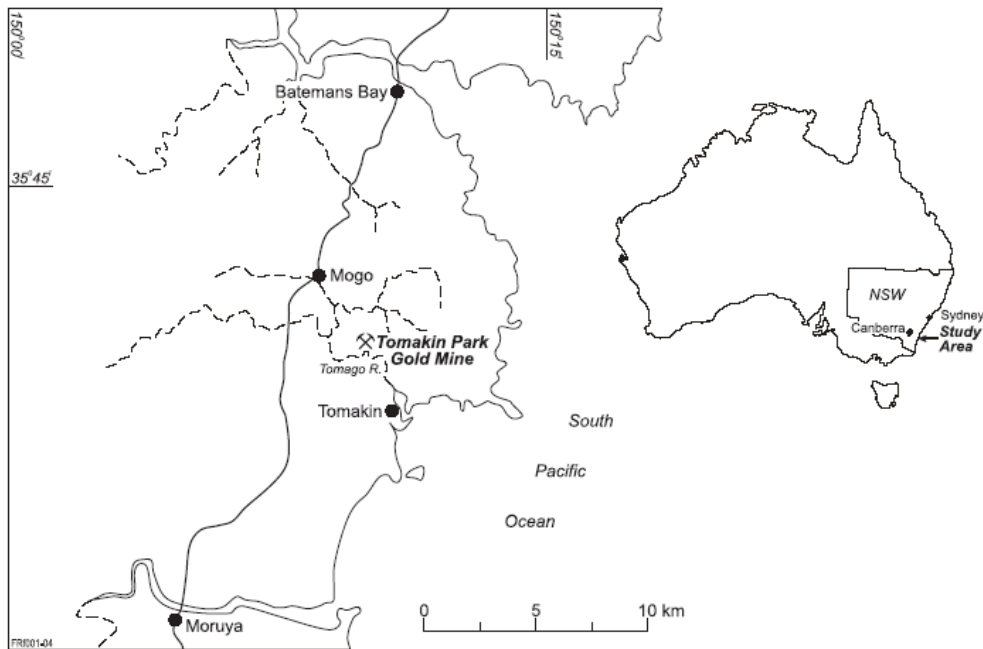 150°00'
150°15'
Batemans Bay
35°45'
Mogo
NSW
Sydney
Canberra
Study
Area
Tomakin Park
Gold Mine
Tomago R.
Tomakin
South
Pacific
Ocean
0 5 10 km
Moruya
FRI001-04